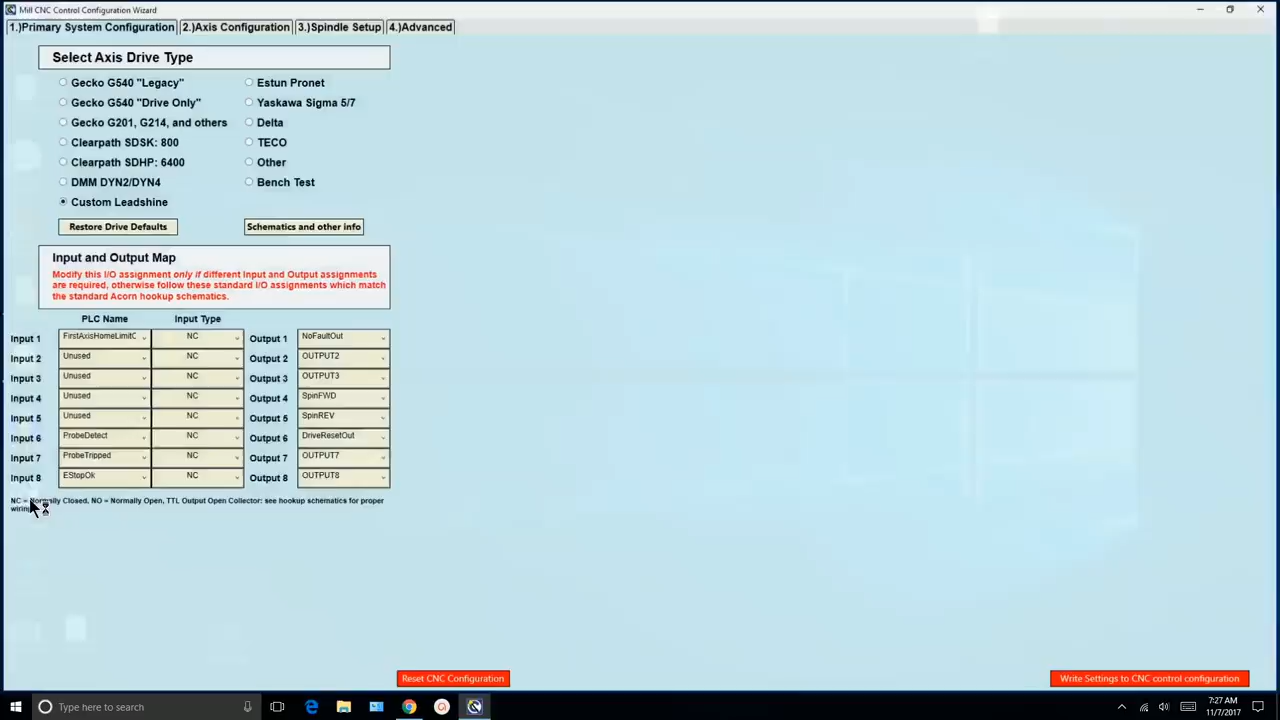 Mill CNC Control Configuration Wizard
1.)Primary System Configuration 2.)Axis Configuration 3.)Spindle Setup 4.)Advanced
Select Axis Drive Type
Gecko G540 "Legacy" Estun Pronet
Gecko G540 "Drive Only" Yaskawa Sigma 5/7
Gecko G201, G214, and others Delta
Clearpath SDSK: 800 TECO
Clearpath SDHP: 6400 Other
DMM DYN2/DYN4 Bench Test
Custom Leadshine
Restore Drive Defaults Schematics and other info
Input and Output Map
Modify this I/O assignment only if different Input and Output assignments
are required, otherwise follow these standard I/O assignments which match
the standard Acorn hookup schematics.
PLC Name Input Type
Input 1 FirstAxisHomeLimitC NC Output 1 NoFaultOut
Input 2 Unused NC Output 2 OUTPUT2
Input 3 Unused NC Output 3 OUTPUT3
Input 4 Unused NC Output 4 SpinFWD
Input 5 Unused NC Output 5 SpinREV
Input 6 ProbeDetect NC Output 6 DriveResetOut
Input 7 ProbeTripped NC Output 7 OUTPUT7
Input 8 EStopOk NC Output 8 OUTPUT8
NC = Normally Closed, NO = Normally Open, TTL Output Open Collector: see hookup schematics for proper
wiring
Reset CNC Configuration Write Settings to CNC control configuration
Type here to search 7:27 AM
11/7/2017